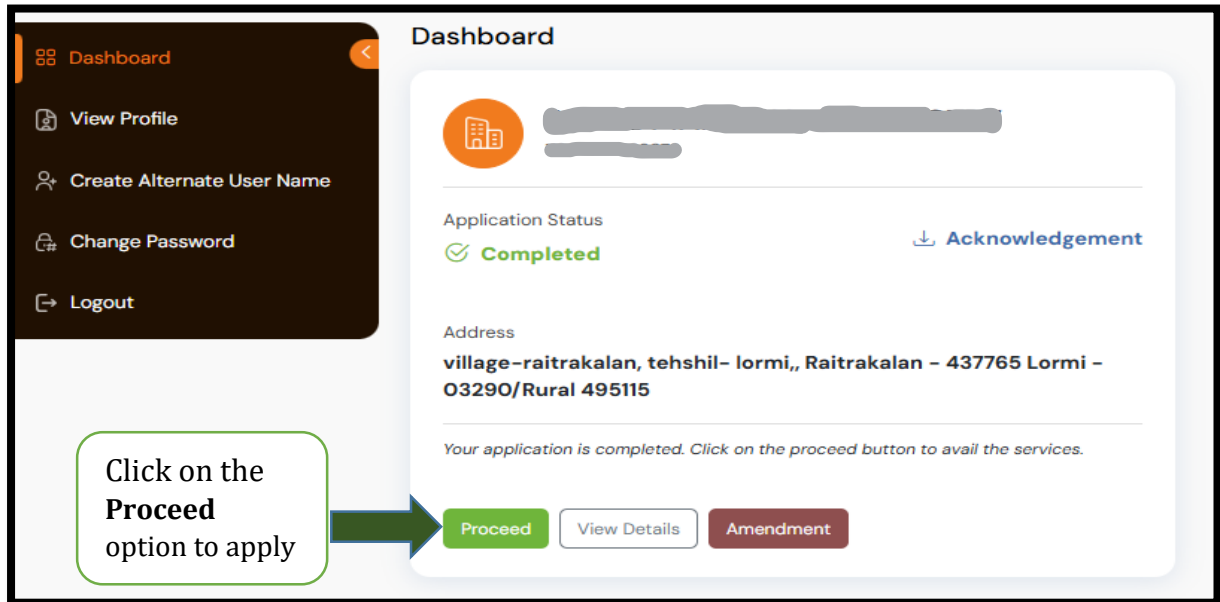 Dashboard
View Profile
Create Alternate User Name
Change Password
Logout
Dashboard
Application Status
Completed
Acknowledgement
Address
village-raitrakalan, tehshil- lormi,, Raitrakalan - 437765 Lormi -
03290/Rural 495115
Your application is completed. Click on the proceed button to avail the services.
Click on the
Proceed
option to apply
Proceed
View Details
Amendment